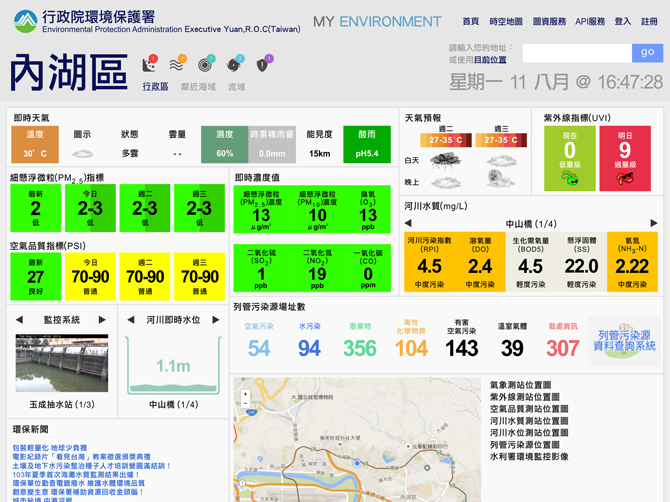 行政院環境保護署
Environmental Protection Administration Executive Yuan,R.O.C(Taiwan)
MY ENVIRONMENT
首頁 時空地圖 圖資服務 API服務 登入 註冊
請輸入您的地址：
或使用目前位置
go
內湖區
行政區 鄰近海域 流域
星期一 11 八月 @ 16:47:28
即時天氣
溫度 圖示 狀態 雲量 濕度 時累積雨量 能見度 酸雨
30°C 多雲 - - 60% 0.0mm 15km pH5.4
天氣預報
週二 週三
27-35°C 27-35°C
白天
晚上
紫外線指標(UVI)
現在 明日
0 9
低量級 過量級
細懸浮微粒(PM2.5)指標
最新 今日 週二 週三
2 2-3 2-3 2-3
低 低 低 低
即時濃度值
細懸浮微粒(PM2.5)濃度 細懸浮微粒(PM10)濃度 臭氧(O3)
13 10 13
μg/m³ μg/m³ ppb
二氧化硫(SO2) 二氧化氮(NO2) 一氧化碳(CO)
1 19 0
ppb ppb ppm
河川水質(mg/L)
中山橋 (1/4)
河川污染指數(RPI) 溶氧量(DO) 生化需氧量(BOD5) 懸浮固體(SS) 氨氮(NH3-N)
4.5 2.4 4.5 22.0 2.22
中度污染 中度污染 輕度污染 輕度污染 中度污染
空氣品質指標(PSI)
最新 今日 週二 週三
27 70-90 70-90 70-90
良好 普通 普通 普通
監控系統
玉成抽水站 (1/3)
河川即時水位
1.1m
中山橋 (1/4)
列管污染源場址數
空氣污染 水污染 廢棄物 毒性化學物質 有害空氣污染 溫室氣體 裁處資訊
54 94 356 104 143 39 307
列管污染源
資料查詢系統
環保新聞
包裝輕量化 地球少負擔
電影紀錄片「看見台灣」教案徵選頒獎典禮
土壤及地下水污染整治種子人才培訓營圓滿結訓！
103年夏季首次海灘水質監測結果出爐！
環保單位勤查電鍍廢水 維護水體環境品質
創意變生意 環保署補助資源回收金頭腦！
國立故宮博物院
氣象測站位置圖
紫外線測站位置圖
空氣品質測站位置圖
河川水質測站位置圖
河川水位測站位置圖
列管污染源位置圖
水利署環境監控影像